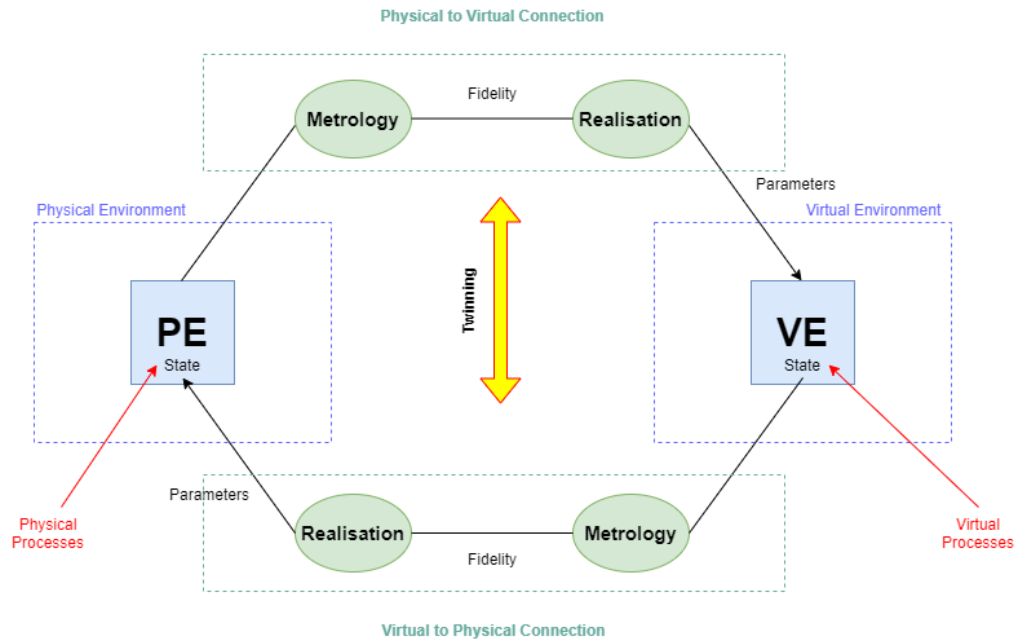 Physical to Virtual Connection
Fidelity
Metrology
Realisation
Parameters
Physical Environment
Virtual Environment
Twinning
PE
State
VE
State
Parameters
Physical
Processes
Virtual
Processes
Realisation
Metrology
Fidelity
Virtual to Physical Connection